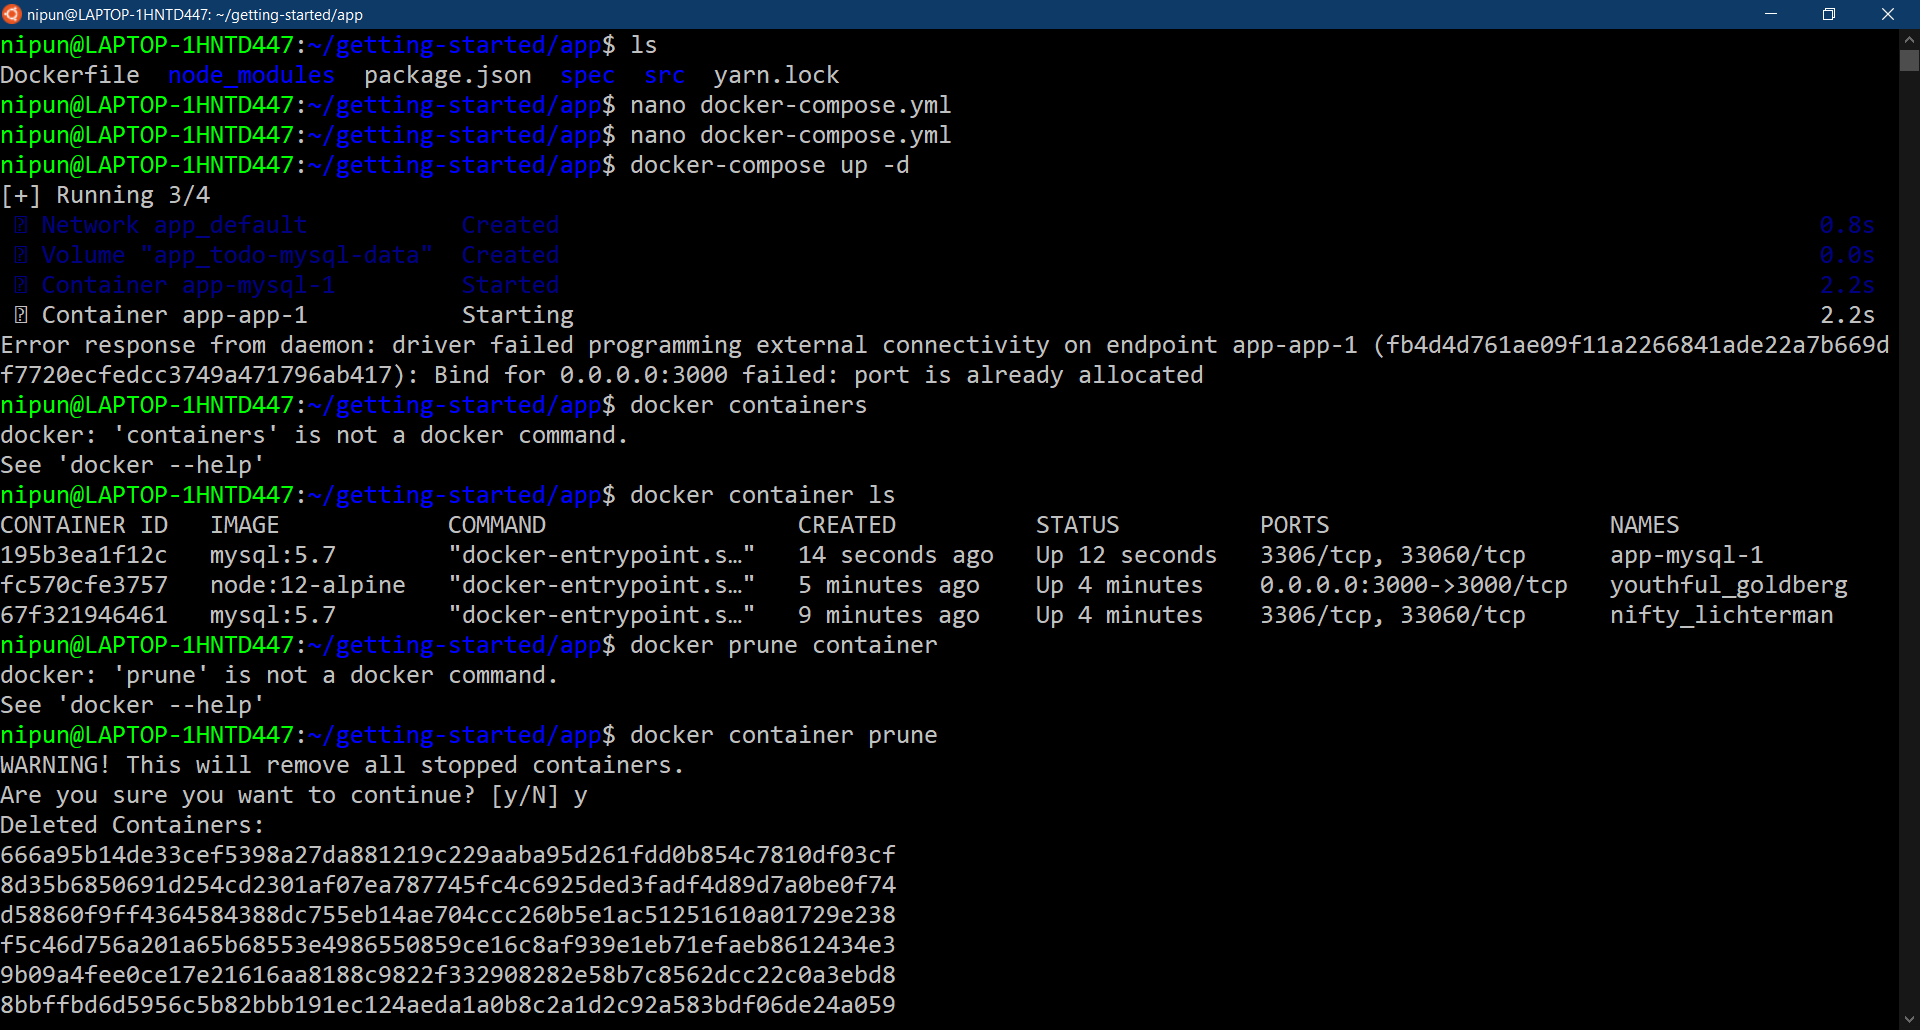 nipun@LAPTOP-1HNTD447: ~/getting-started/app
nipun@LAPTOP-1HNTD447:~/getting-started/app$ ls
Dockerfile  node_modules  package.json  spec  src  yarn.lock
nipun@LAPTOP-1HNTD447:~/getting-started/app$ nano docker-compose.yml
nipun@LAPTOP-1HNTD447:~/getting-started/app$ nano docker-compose.yml
nipun@LAPTOP-1HNTD447:~/getting-started/app$ docker-compose up -d
[+] Running 3/4
Network app_default           Created                                                                                          0.8s
Volume "app_todo-mysql-data"  Created                                                                                          0.0s
Container app-mysql-1         Started                                                                                          2.2s
Container app-app-1           Starting                                                                                         2.2s
Error response from daemon: driver failed programming external connectivity on endpoint app-app-1 (fb4d4d761ae09f11a2266841ade22a7b669d
f7720ecfedcc3749a471796ab417): Bind for 0.0.0.0:3000 failed: port is already allocated
nipun@LAPTOP-1HNTD447:~/getting-started/app$ docker containers
docker: 'containers' is not a docker command.
See 'docker --help'
nipun@LAPTOP-1HNTD447:~/getting-started/app$ docker container ls
CONTAINER ID   IMAGE            COMMAND                  CREATED          STATUS          PORTS                    NAMES
195b3ea1f12c   mysql:5.7        "docker-entrypoint.s…"   14 seconds ago   Up 12 seconds   3306/tcp, 33060/tcp      app-mysql-1
fc570cfe3757   node:12-alpine   "docker-entrypoint.s…"   5 minutes ago    Up 4 minutes    0.0.0.0:3000->3000/tcp   youthful_goldberg
67f321946461   mysql:5.7        "docker-entrypoint.s…"   9 minutes ago    Up 4 minutes    3306/tcp, 33060/tcp      nifty_lichterman
nipun@LAPTOP-1HNTD447:~/getting-started/app$ docker prune container
docker: 'prune' is not a docker command.
See 'docker --help'
nipun@LAPTOP-1HNTD447:~/getting-started/app$ docker container prune
WARNING! This will remove all stopped containers.
Are you sure you want to continue? [y/N] y
Deleted Containers:
666a95b14de33cef5398a27da881219c229aaba95d261fdd0b854c7810df03cf
8d35b6850691d254cd2301af07ea787745fc4c6925ded3fadf4d89d7a0be0f74
d58860f9ff4364584388dc755eb14ae704ccc260b5e1ac51251610a01729e238
f5c46d756a201a65b68553e4986550859ce16c8af939e1eb71efaeb8612434e3
9b09a4fee0ce17e21616aa8188c9822f332908282e58b7c8562dcc22c0a3ebd8
8bbffbd6d5956c5b82bbb191ec124aeda1a0b8c2a1d2c92a583bdf06de24a059